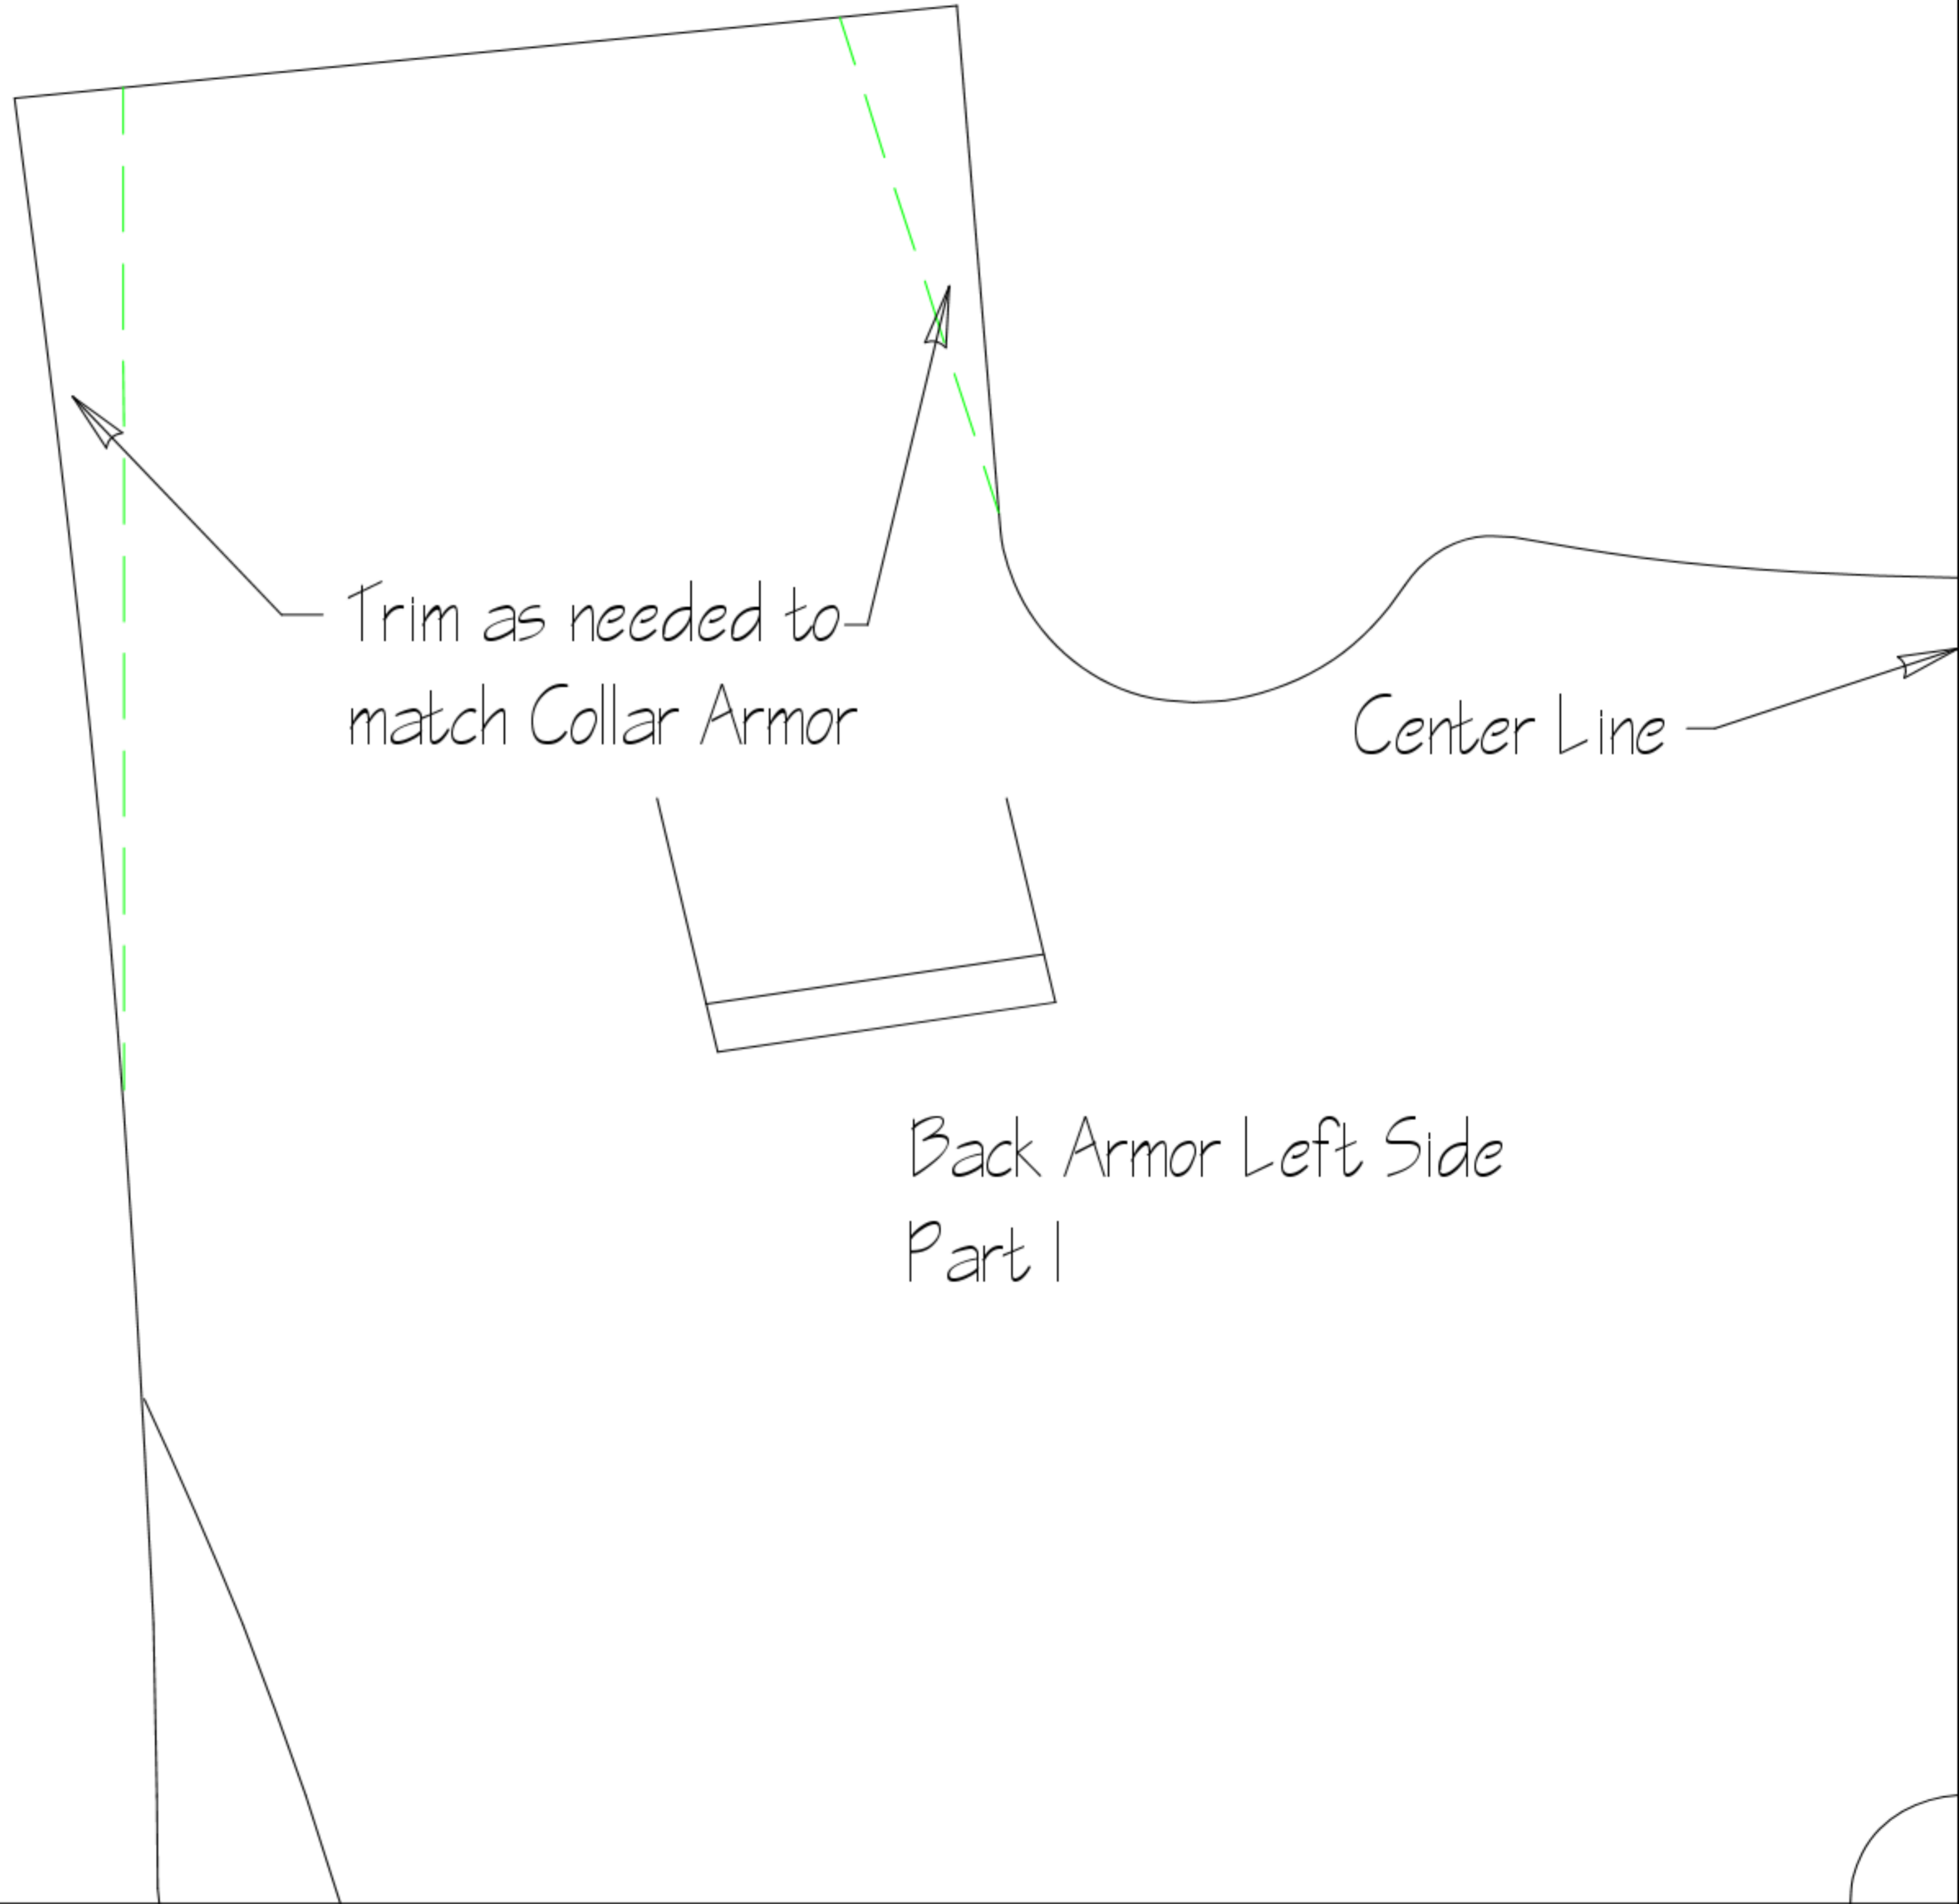 Trim as needed to
match Collar Armor
Center Line
Back Armor Left Side
Part 1